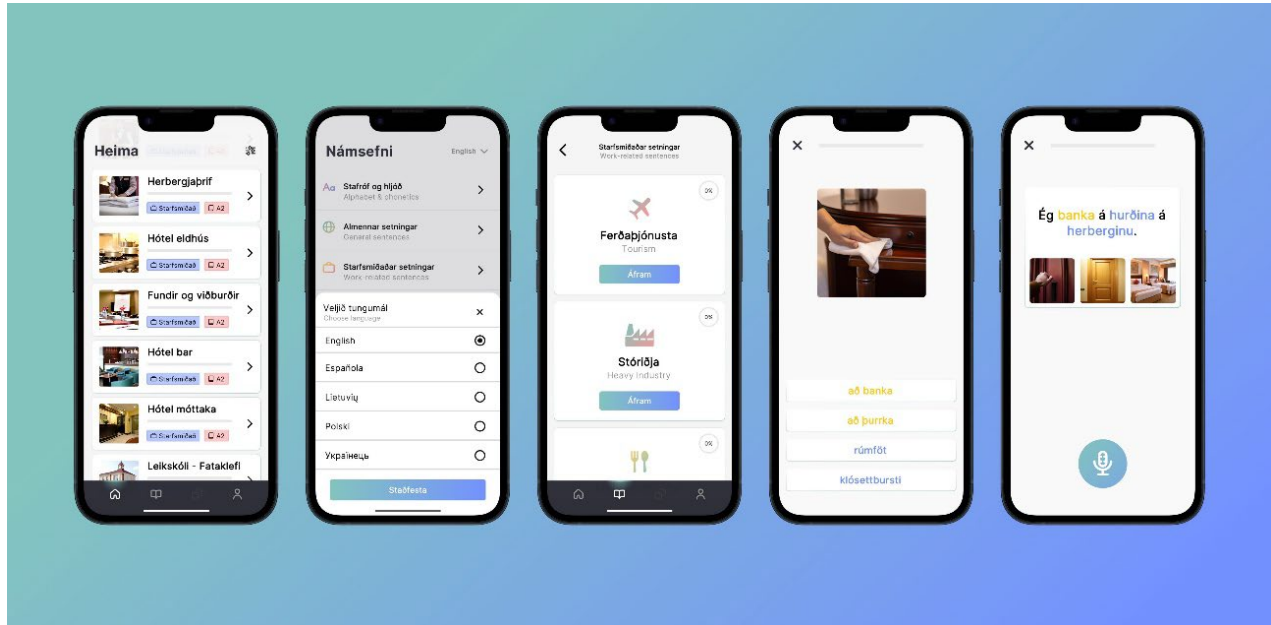 Heima
Herbergjaþrif
Starfsmiðað A2
Hótel eldhús
Starfsmiðað A2
Fundir og viðburðir
Starfsmiðað A2
Hótel bar
Starfsmiðað A2
Hótel móttaka
Starfsmiðað A2
Leikskóli - Fataklefi
Námsefni
English
Aa Stafróf og hljóð
Alphabet & phonetics
Almennar setningar
General sentences
Starfsmiðaðar setningar
Work-related sentences
Veljið tungumál
Choose language
English
Española
Lietuvių
Polski
Українець
Staðfesta
Starfsmiðaðar setningar
Work-related sentences
0%
Ferðaþjónusta
Tourism
Áfram
0%
Stóriðja
Heavy Industry
Áfram
0%
að banka
að þurrka
rúmföt
klósettbursti
Ég banka á hurðina á
herberginu.